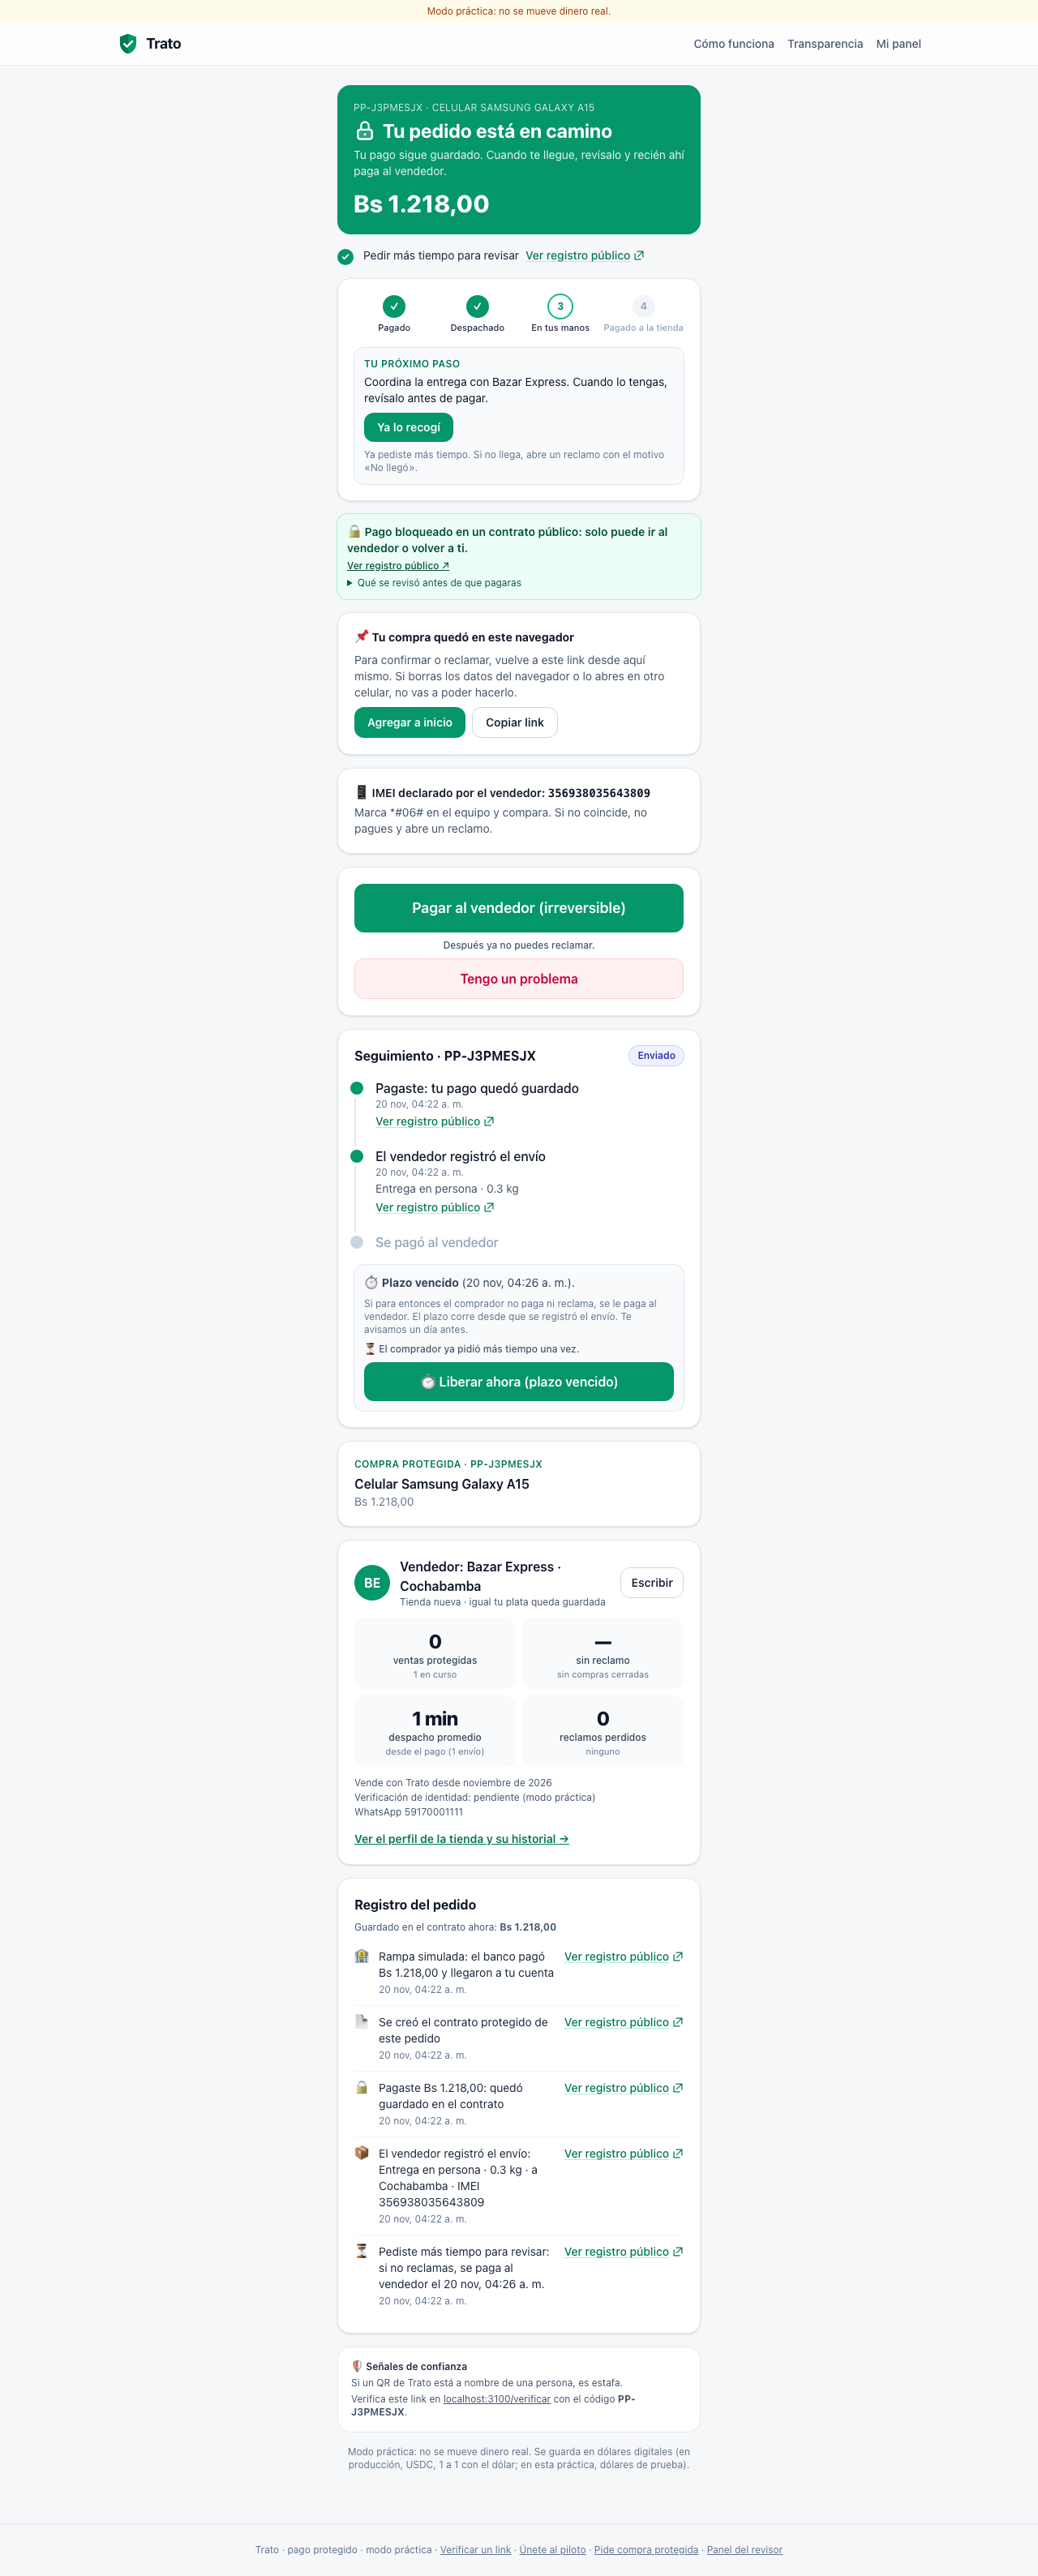 Modo práctica: no se mueve dinero real.
Trato
Cómo funciona Transparencia Mi panel
PP-J3PMESJX · CELULAR SAMSUNG GALAXY A15
Tu pedido está en camino
Tu pago sigue guardado. Cuando te llegue, revísalo y recién ahí
paga al vendedor.
Bs 1.218,00
Pedir más tiempo para revisar Ver registro público
3
4
Pagado
Despachado
En tus manos
Pagado a la tienda
TU PRÓXIMO PASO
Coordina la entrega con Bazar Express. Cuando lo tengas,
revísalo antes de pagar.
Ya lo recogí
Ya pediste más tiempo. Si no llega, abre un reclamo con el motivo
«No llegó».
Pago bloqueado en un contrato público: solo puede ir al
vendedor o volver a ti.
Ver registro público ↗
Qué se revisó antes de que pagaras
Tu compra quedó en este navegador
Para confirmar o reclamar, vuelve a este link desde aquí
mismo. Si borras los datos del navegador o lo abres en otro
celular, no vas a poder hacerlo.
Agregar a inicio
Copiar link
IMEI declarado por el vendedor: 356938035643809
Marca *#06# en el equipo y compara. Si no coincide, no
pagues y abre un reclamo.
Pagar al vendedor (irreversible)
Después ya no puedes reclamar.
Tengo un problema
Seguimiento · PP-J3PMESJX
Enviado
Pagaste: tu pago quedó guardado
20 nov, 04:22 a. m.
Ver registro público
El vendedor registró el envío
20 nov, 04:22 a. m.
Entrega en persona · 0.3 kg
Ver registro público
Se pagó al vendedor
Plazo vencido (20 nov, 04:26 a. m.).
Si para entonces el comprador no paga ni reclama, se le paga al
vendedor. El plazo corre desde que se registró el envío. Te
avisamos un día antes.
El comprador ya pidió más tiempo una vez.
Liberar ahora (plazo vencido)
COMPRA PROTEGIDA · PP-J3PMESJX
Celular Samsung Galaxy A15
Bs 1.218,00
BE
Vendedor: Bazar Express ·
Cochabamba
Tienda nueva · igual tu plata queda guardada
Escribir
0
ventas protegidas
1 en curso
—
sin reclamo
sin compras cerradas
1 min
despacho promedio
desde el pago (1 envío)
0
reclamos perdidos
ninguno
Vende con Trato desde noviembre de 2026
Verificación de identidad: pendiente (modo práctica)
WhatsApp 59170001111
Ver el perfil de la tienda y su historial →
Registro del pedido
Guardado en el contrato ahora: Bs 1.218,00
Rampa simulada: el banco pagó
Bs 1.218,00 y llegaron a tu cuenta
20 nov, 04:22 a. m.
Ver registro público
Se creó el contrato protegido de
este pedido
20 nov, 04:22 a. m.
Ver registro público
Pagaste Bs 1.218,00: quedó
guardado en el contrato
20 nov, 04:22 a. m.
Ver registro público
El vendedor registró el envío:
Entrega en persona · 0.3 kg · a
Cochabamba · IMEI
356938035643809
20 nov, 04:22 a. m.
Ver registro público
Pediste más tiempo para revisar:
si no reclamas, se paga al
vendedor el 20 nov, 04:26 a. m.
20 nov, 04:22 a. m.
Ver registro público
Señales de confianza
Si un QR de Trato está a nombre de una persona, es estafa.
Verifica este link en localhost:3100/verificar con el código PP-
J3PMESJX.
Modo práctica: no se mueve dinero real. Se guarda en dólares digitales (en
producción, USDC, 1 a 1 con el dólar; en esta práctica, dólares de prueba).
Trato · pago protegido · modo práctica · Verificar un link · Únete al piloto · Pide compra protegida · Panel del revisor